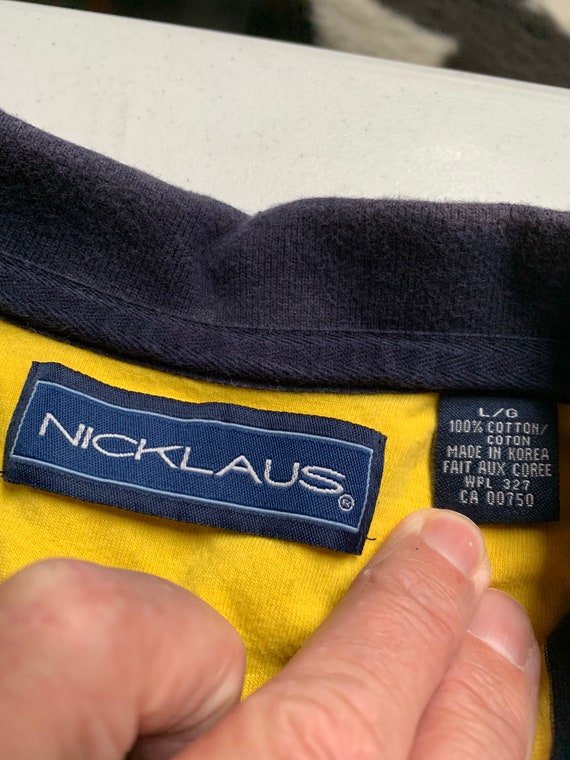 NICKLAUS®
L/G
100% COTTON/
COTON
MADE IN KOREA
FAIT AUX COREE
WPL 327
CA 00750